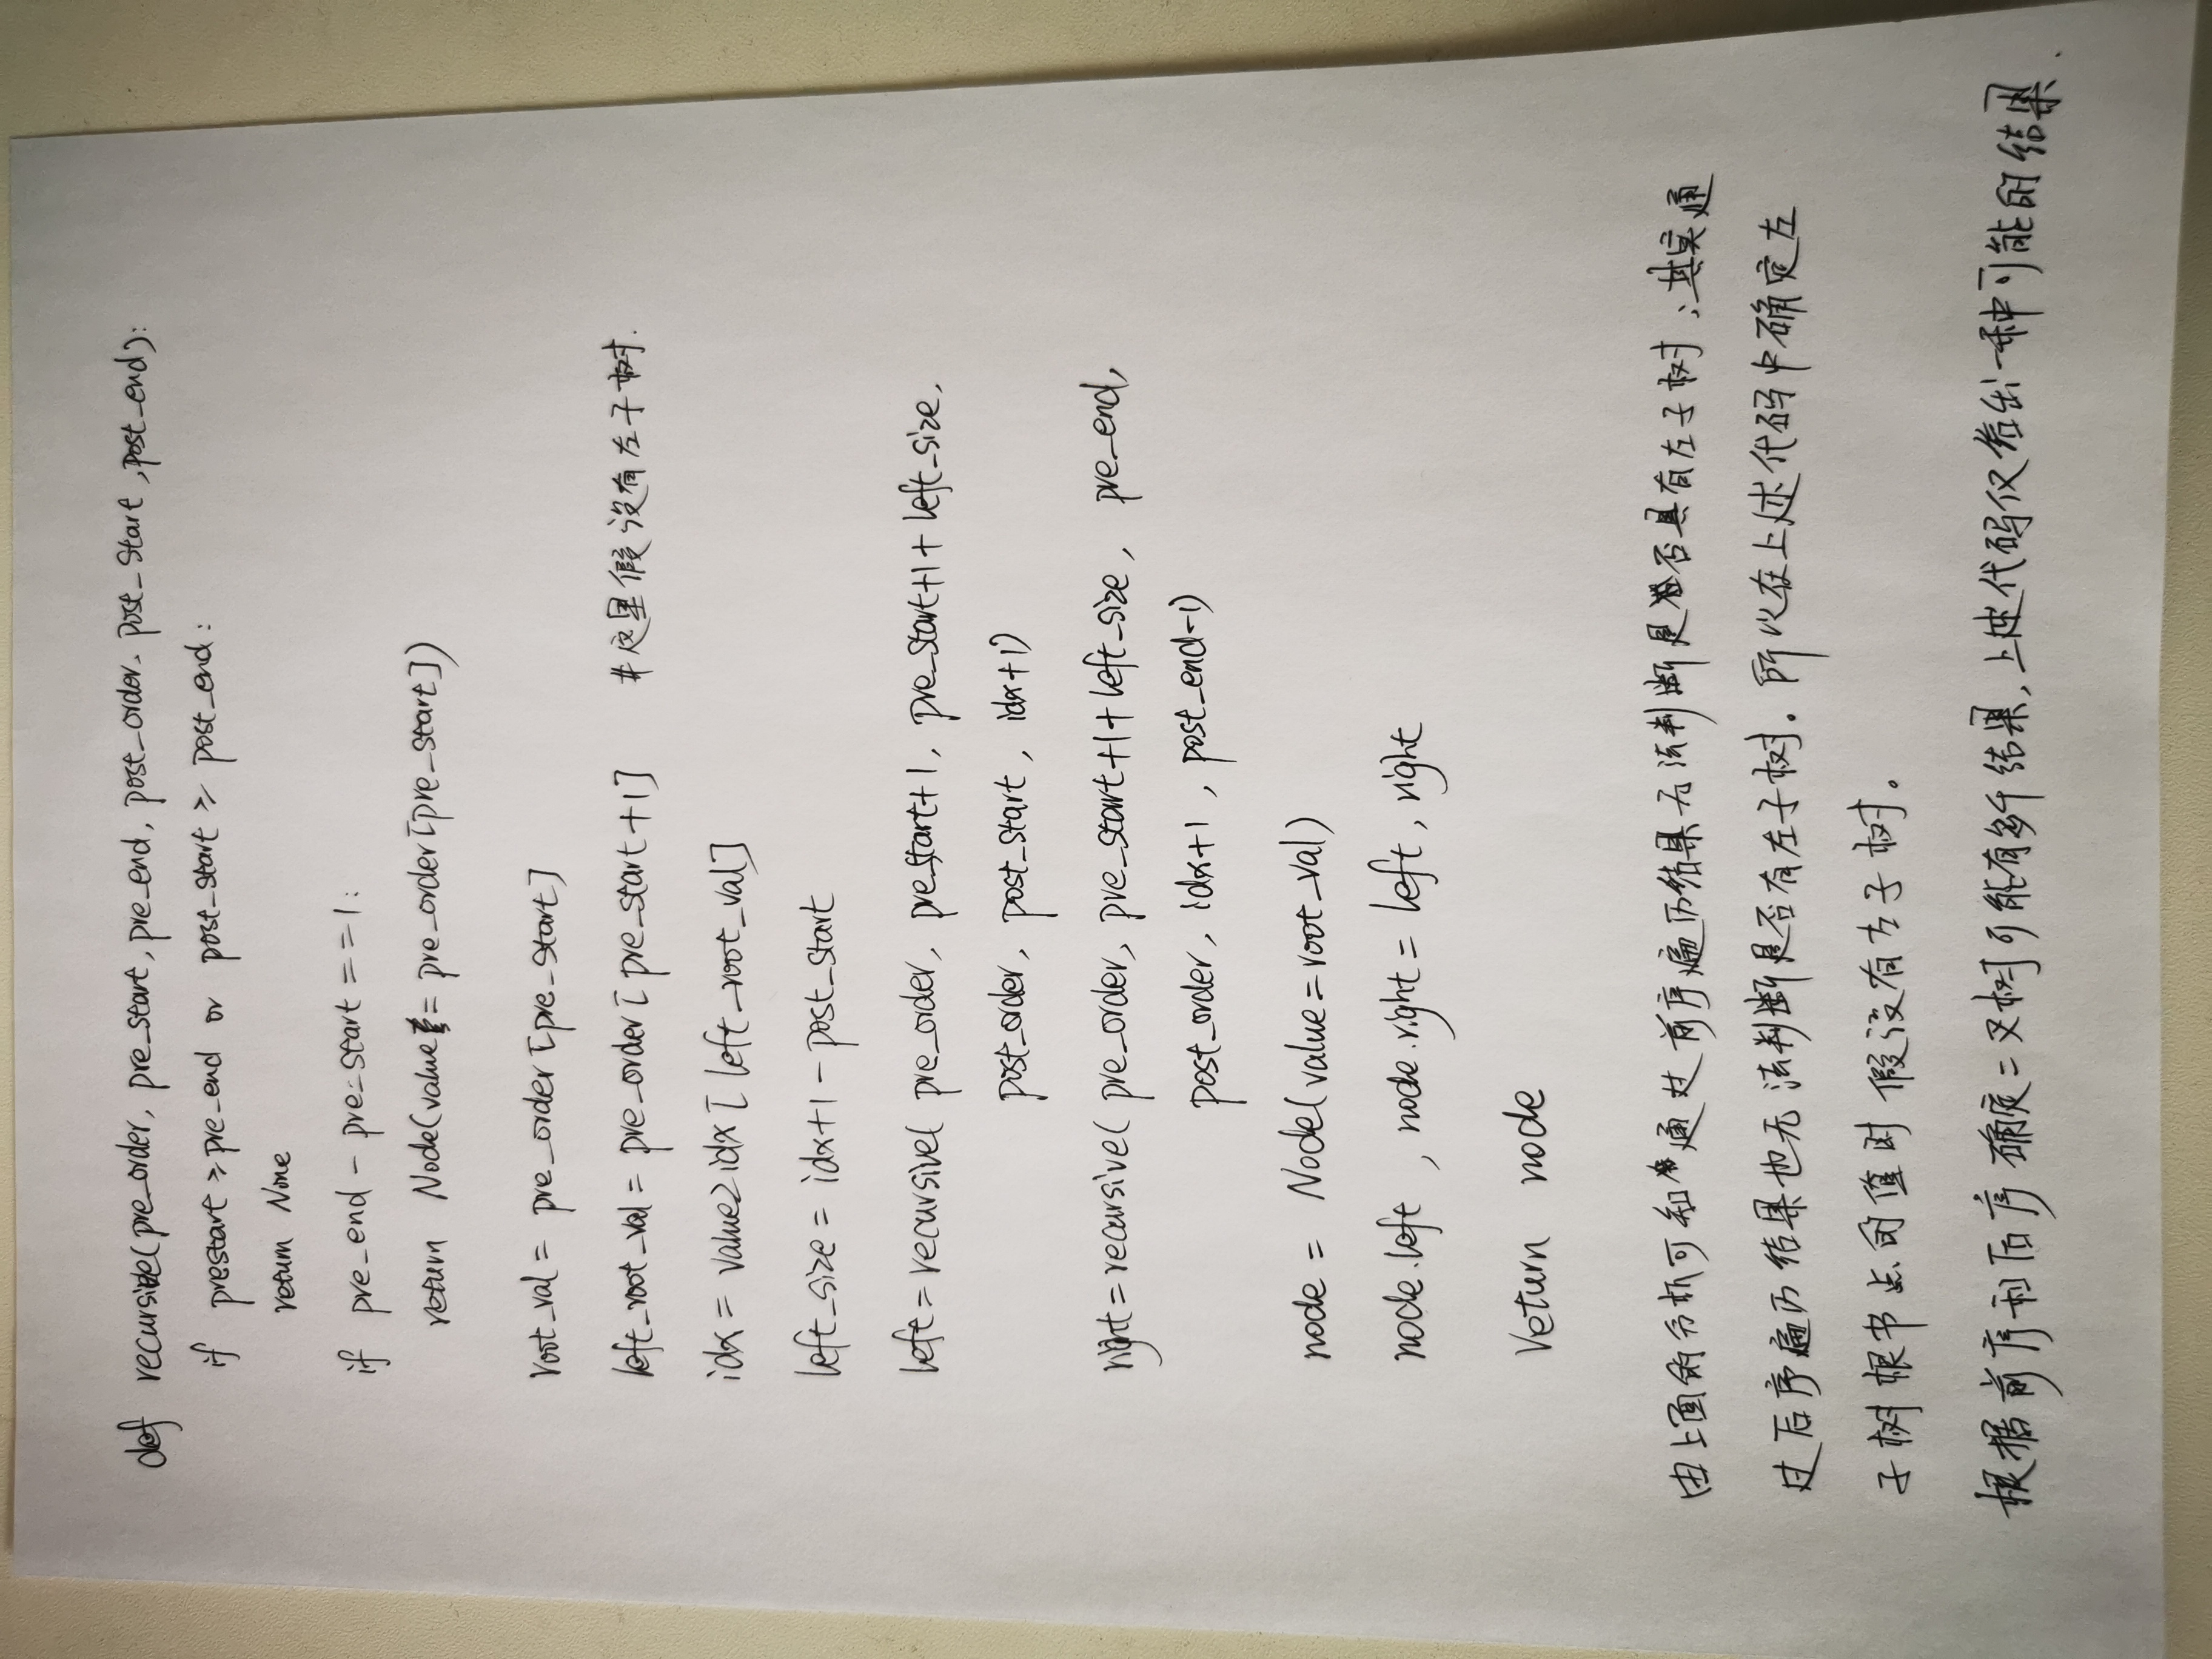 def recursive(pre_order, pre_start, pre_end, post_order, post_start, post_end):
if prestart ≥ pre_end or post_start ≥ post_end:
return None
if pre_end - pre_start == 1:
return Node(value = pre_order[pre_start])
root_val = pre_order[pre_start]
left_root_val = pre_order[pre_start+1] #这里假设有左子树.
idx = value2idx[left_root_val]
left_size = idx+1 - post_start
left = recursive( pre_order, pre_start+1, pre_start+1+left_size,
post_order, post_start, idx+1)
right = recursive( pre_order, pre_start+1+left_size, pre_end,
post_order, idx+1, post_end-1)
node = Node(value=root_val)
node.left , node.right = left, right
return node
由上面的分析可知通过前序遍历结果无法判断是否具有左子树；其实通
过后序遍历结果也无法判断是否有左子树。所以在上述代码中确定左
子树根节点的值时假设有左子树。
根据前序和后序确定二叉树可能有多个结果,上述代码仅给出一种可能的结果.